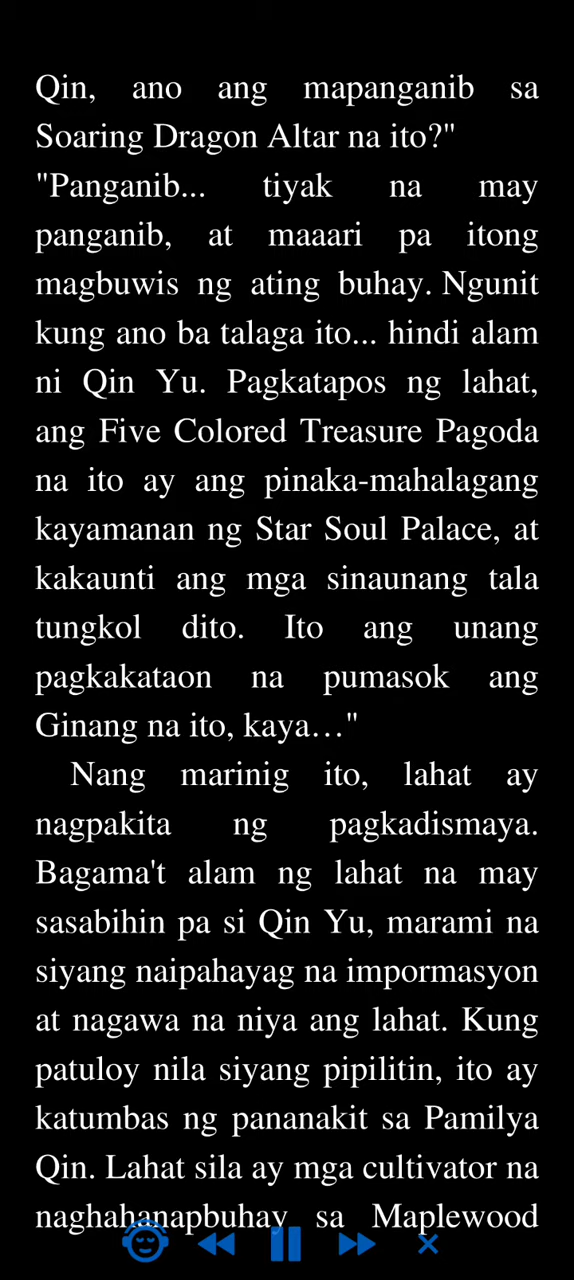 Qin, ano ang mapanganib sa
Soaring Dragon Altar na ito?"
"Panganib... tiyak na may
panganib, at maaari pa itong
magbuwis ng ating buhay. Ngunit
kung ano ba talaga ito... hindi alam
ni Qin Yu. Pagkatapos ng lahat,
ang Five Colored Treasure Pagoda
na ito ay ang pinaka-mahalagang
kayamanan ng Star Soul Palace, at
kakaunti ang mga sinaunang tala
tungkol dito. Ito ang unang
pagkakataon na pumasok ang
Ginang na ito, kaya…"
Nang marinig ito, lahat ay
nagpakita ng pagkadismaya.
Bagama't alam ng lahat na may
sasabihin pa si Qin Yu, marami na
siyang naipahayag na impormasyon
at nagawa na niya ang lahat. Kung
patuloy nila siyang pipilitin, ito ay
katumbas ng pananakit sa Pamilya
Qin. Lahat sila ay mga cultivator na
naghahanapbuhay sa Maplewood